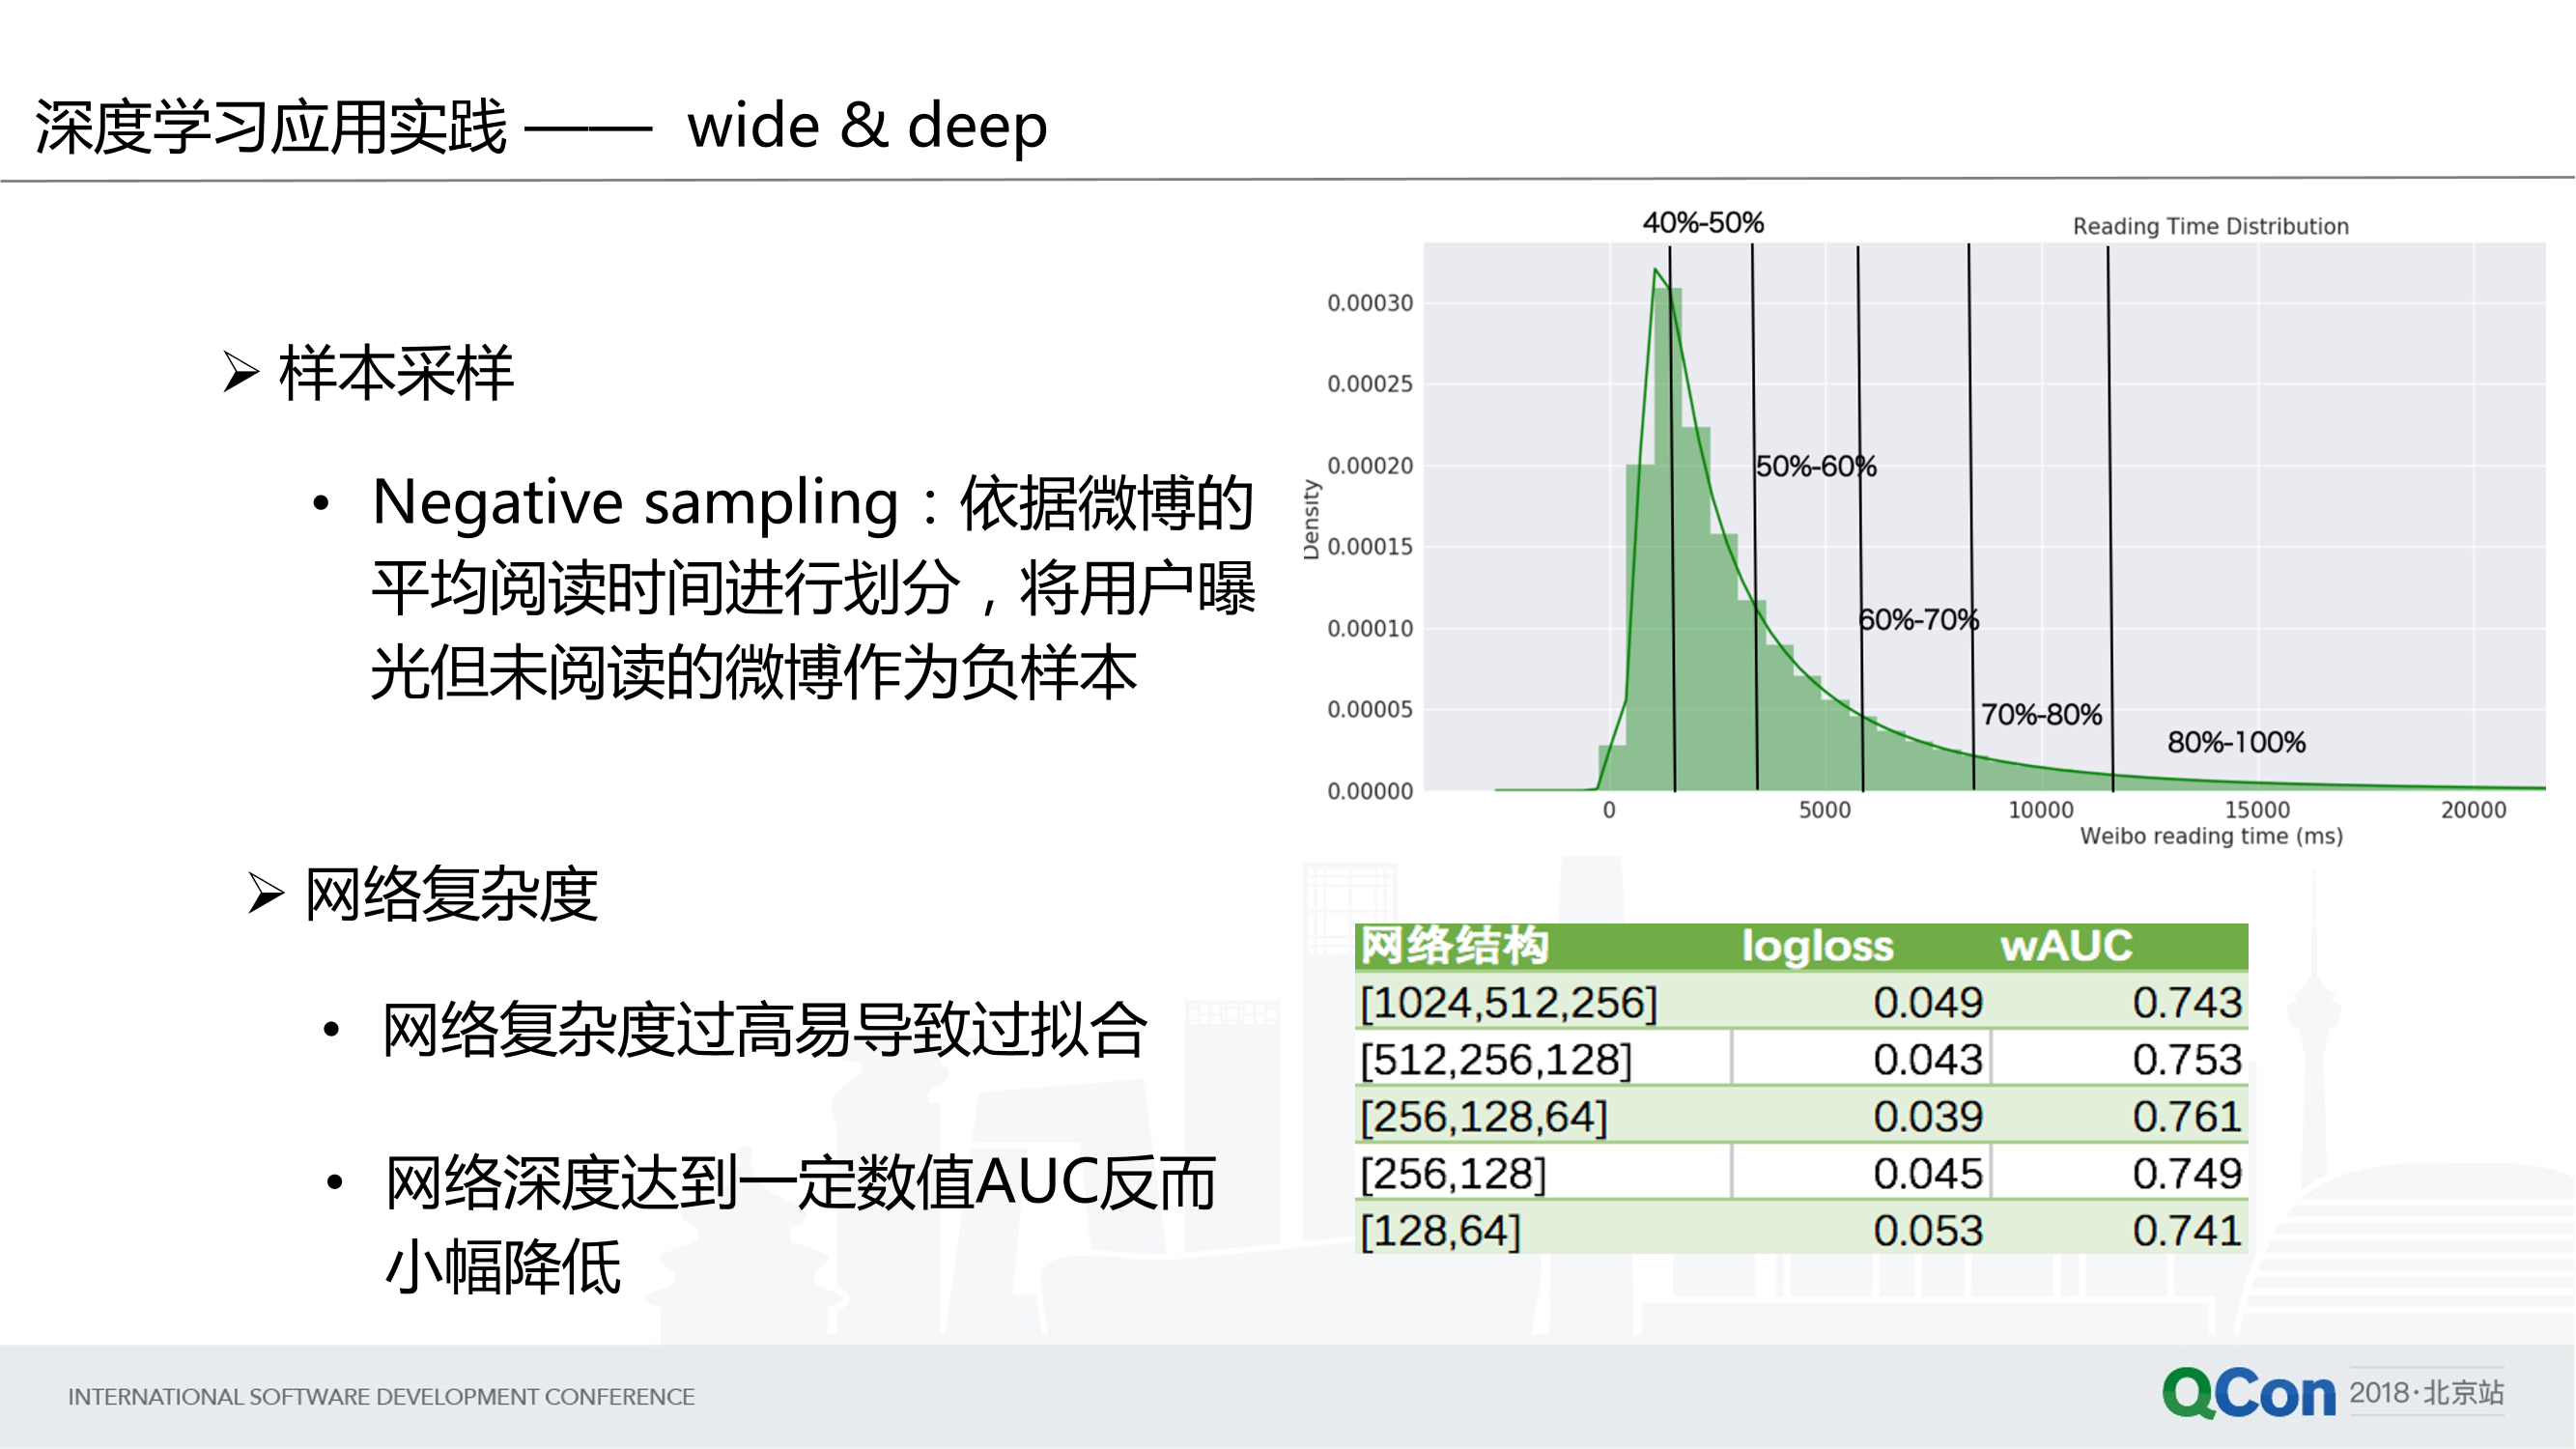 深度学习应用实践 —— wide & deep
➢ 样本采样
• Negative sampling：依据微博的
平均阅读时间进行划分，将用户曝
光但未阅读的微博作为负样本
➢ 网络复杂度
• 网络复杂度过高易导致过拟合
• 网络深度达到一定数值AUC反而
小幅降低
40%-50%
Reading Time Distribution
0.00030
0.00025
0.00020
0.00015
0.00010
0.00005
0.00000
Density
50%-60%
60%-70%
70%-80%
80%-100%
0 5000 10000 15000 20000
Weibo reading time (ms)
网络结构 logloss wAUC
[1024,512,256] 0.049 0.743
[512,256,128] 0.043 0.753
[256,128,64] 0.039 0.761
[256,128] 0.045 0.749
[128,64] 0.053 0.741
INTERNATIONAL SOFTWARE DEVELOPMENT CONFERENCE
QCon 2018·北京站